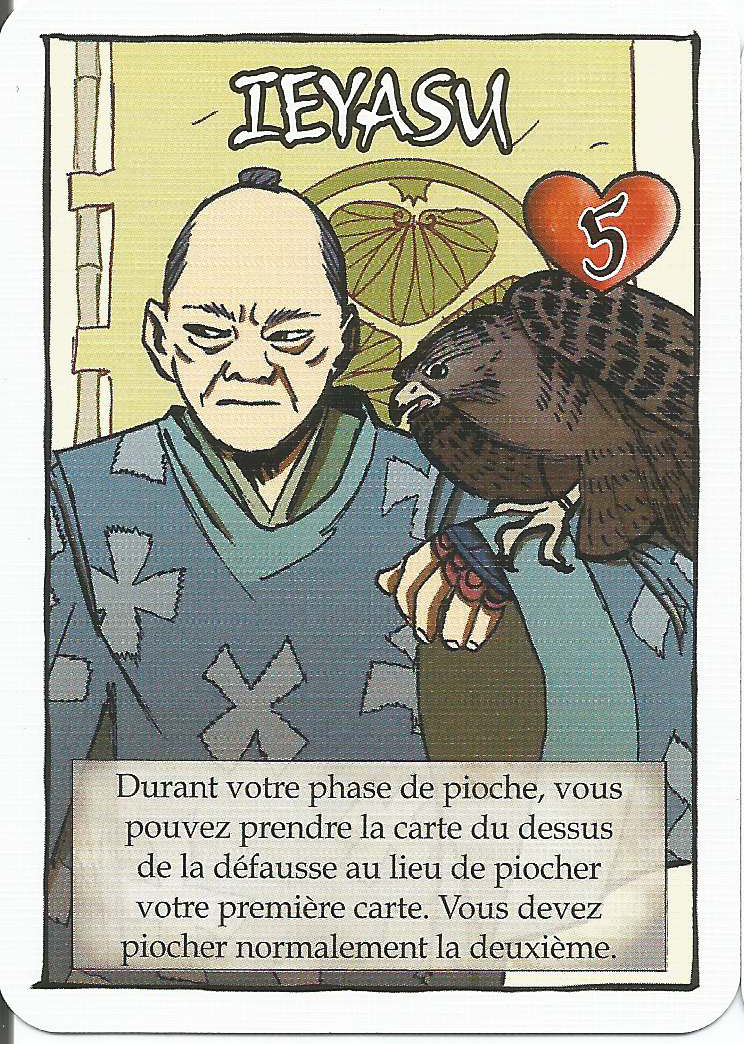 IEYASU
5
Durant votre phase de pioche, vous
pouvez prendre la carte du dessus
de la défausse au lieu de piocher
votre première carte. Vous devez
piocher normalement la deuxième.